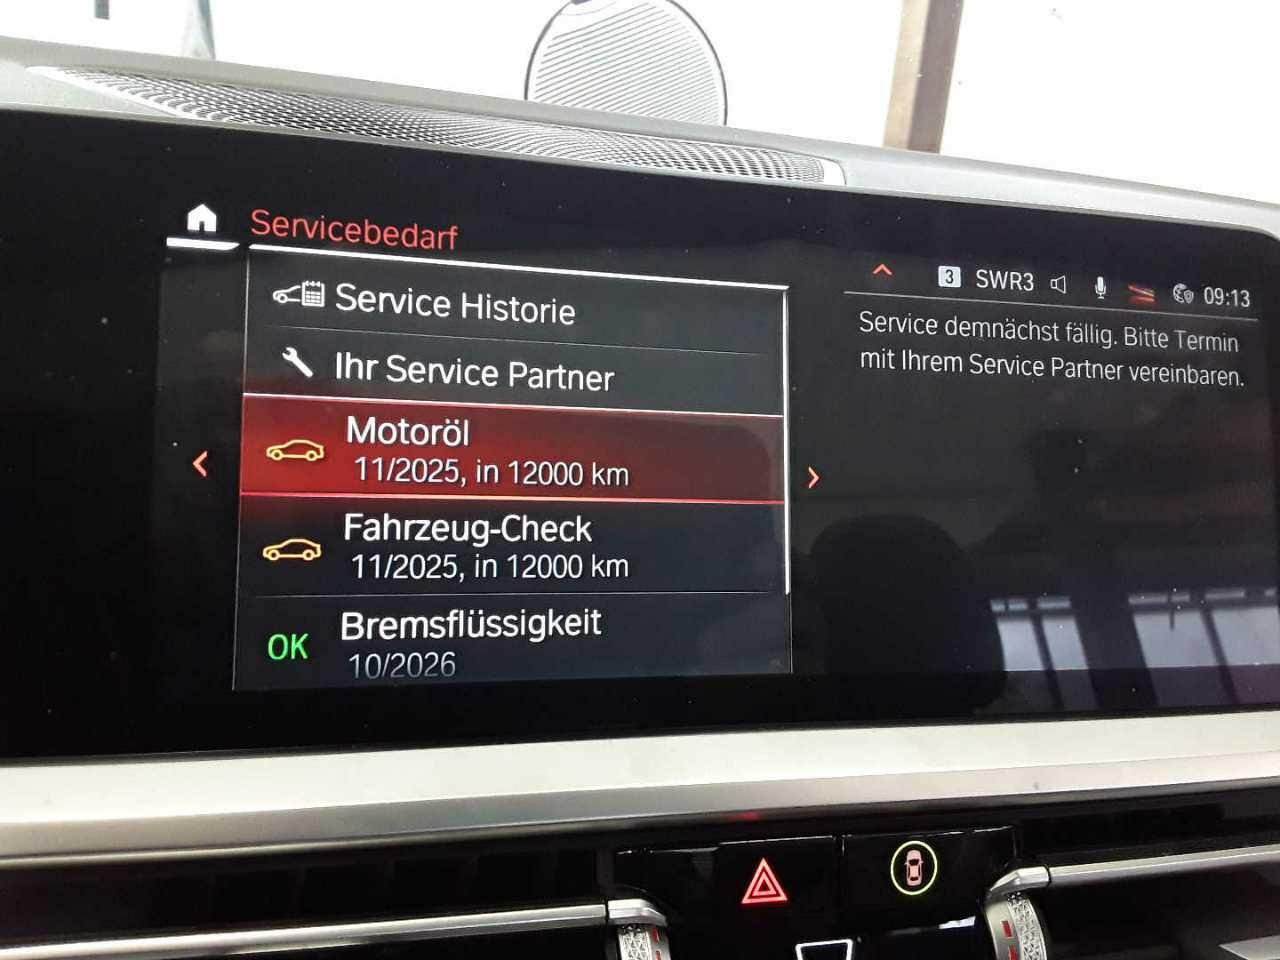 Servicebedarf
3 SWR3 09:13
Service Historie
Ihr Service Partner
Motoröl
11/2025, in 12000 km
Fahrzeug-Check
11/2025, in 12000 km
OK Bremsflüssigkeit
10/2026
Service demnächst fällig. Bitte Termin
mit Ihrem Service Partner vereinbaren.